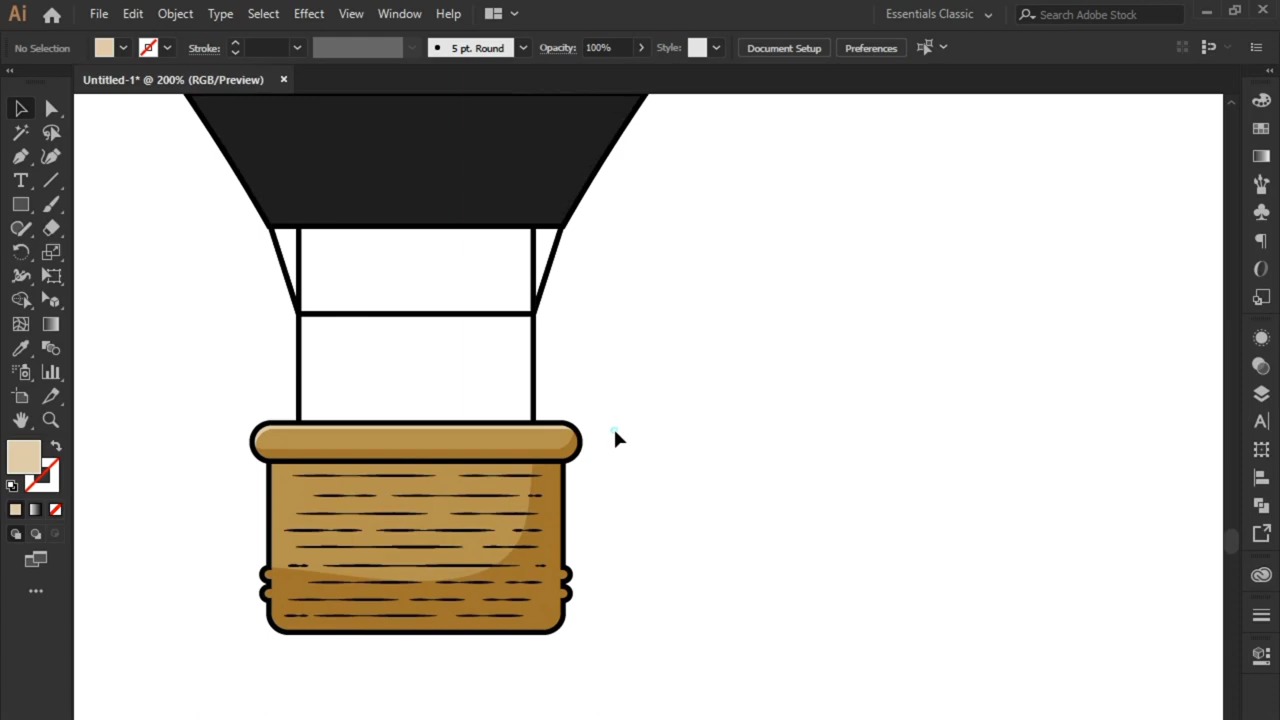 Ai File Edit Object Type Select Effect View Window Help Essentials Classic Search Adobe Stock
No Selection Stroke: 5 pt. Round Opacity: 100% Style: Document Setup Preferences
Untitled-1* @ 200% (RGB/Preview) ×